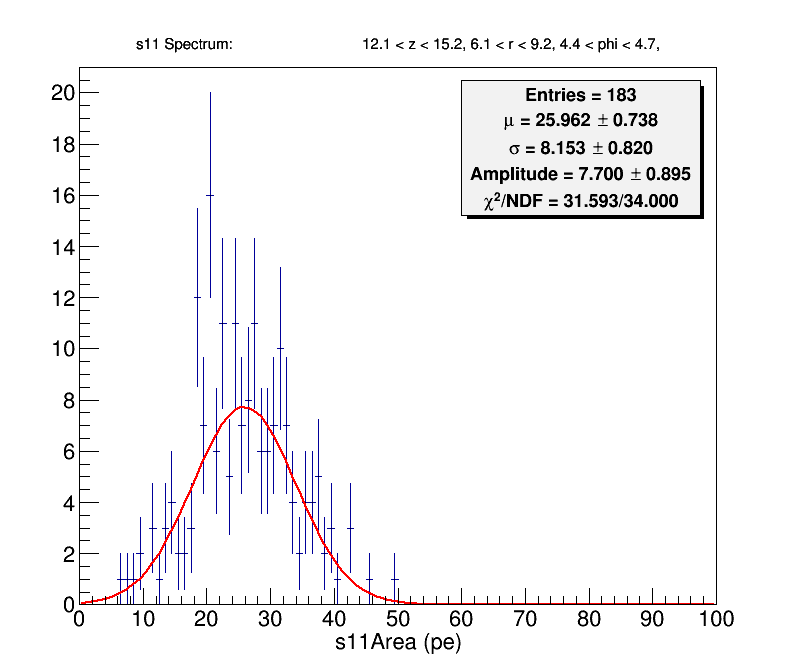 s11 Spectrum: 12.1 < z < 15.2, 6.1 < r < 9.2, 4.4 < phi < 4.7,
Entries = 183
μ = 25.962 ± 0.738
σ = 8.153 ± 0.820
Amplitude = 7.700 ± 0.895
χ²/NDF = 31.593/34.000
20
18
16
14
12
10
8
6
4
2
0
0 10 20 30 40 50 60 70 80 90 100
s11Area (pe)